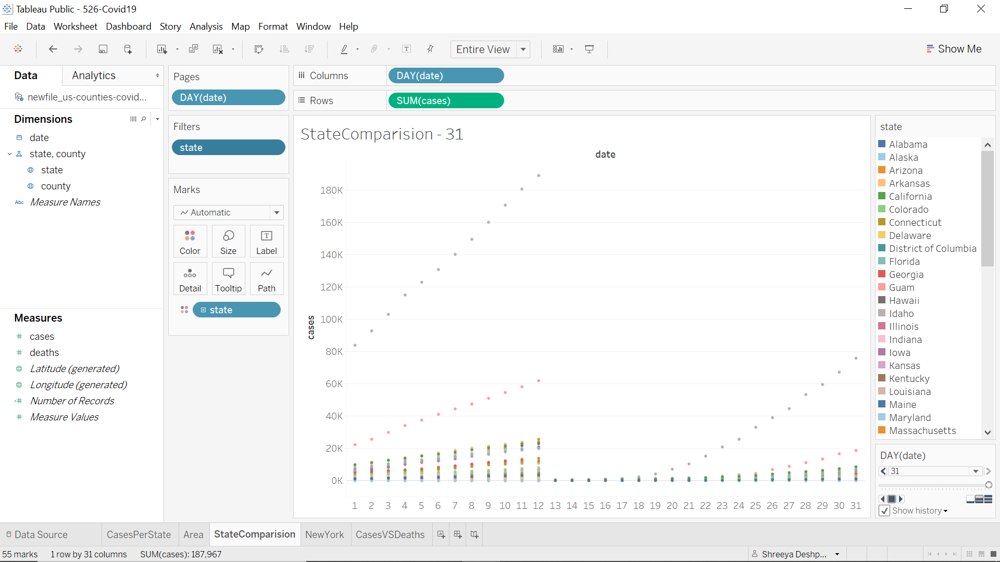 Tableau Public - 526-Covid19
File Data Worksheet Dashboard Story Analysis Map Format Window Help
Entire View
Show Me
Data Analytics
newfile_us-counties-covid...
Dimensions
date
state, county
state
county
Abc Measure Names
Measures
cases
deaths
Latitude (generated)
Longitude (generated)
Number of Records
Measure Values
Pages
DAY(date)
Filters
state
Marks
Automatic
Color Size Label
Detail Tooltip Path
state
Columns DAY(date)
Rows SUM(cases)
StateComparision - 31
date
cases
180K
160K
140K
120K
100K
80K
60K
40K
20K
0K
1 2 3 4 5 6 7 8 9 10 11 12 13 14 15 16 17 18 19 20 21 22 23 24 25 26 27 28 29 30 31
state
Alabama
Alaska
Arizona
Arkansas
California
Colorado
Connecticut
Delaware
District of Columbia
Florida
Georgia
Guam
Hawaii
Idaho
Illinois
Indiana
Iowa
Kansas
Kentucky
Louisiana
Maine
Maryland
Massachusetts
DAY(date)
31
Show history
Data Source CasesPerState Area StateComparision NewYork CasesVSDeaths
55 marks 1 row by 31 columns SUM(cases): 187,967
Shreeya Deshp...